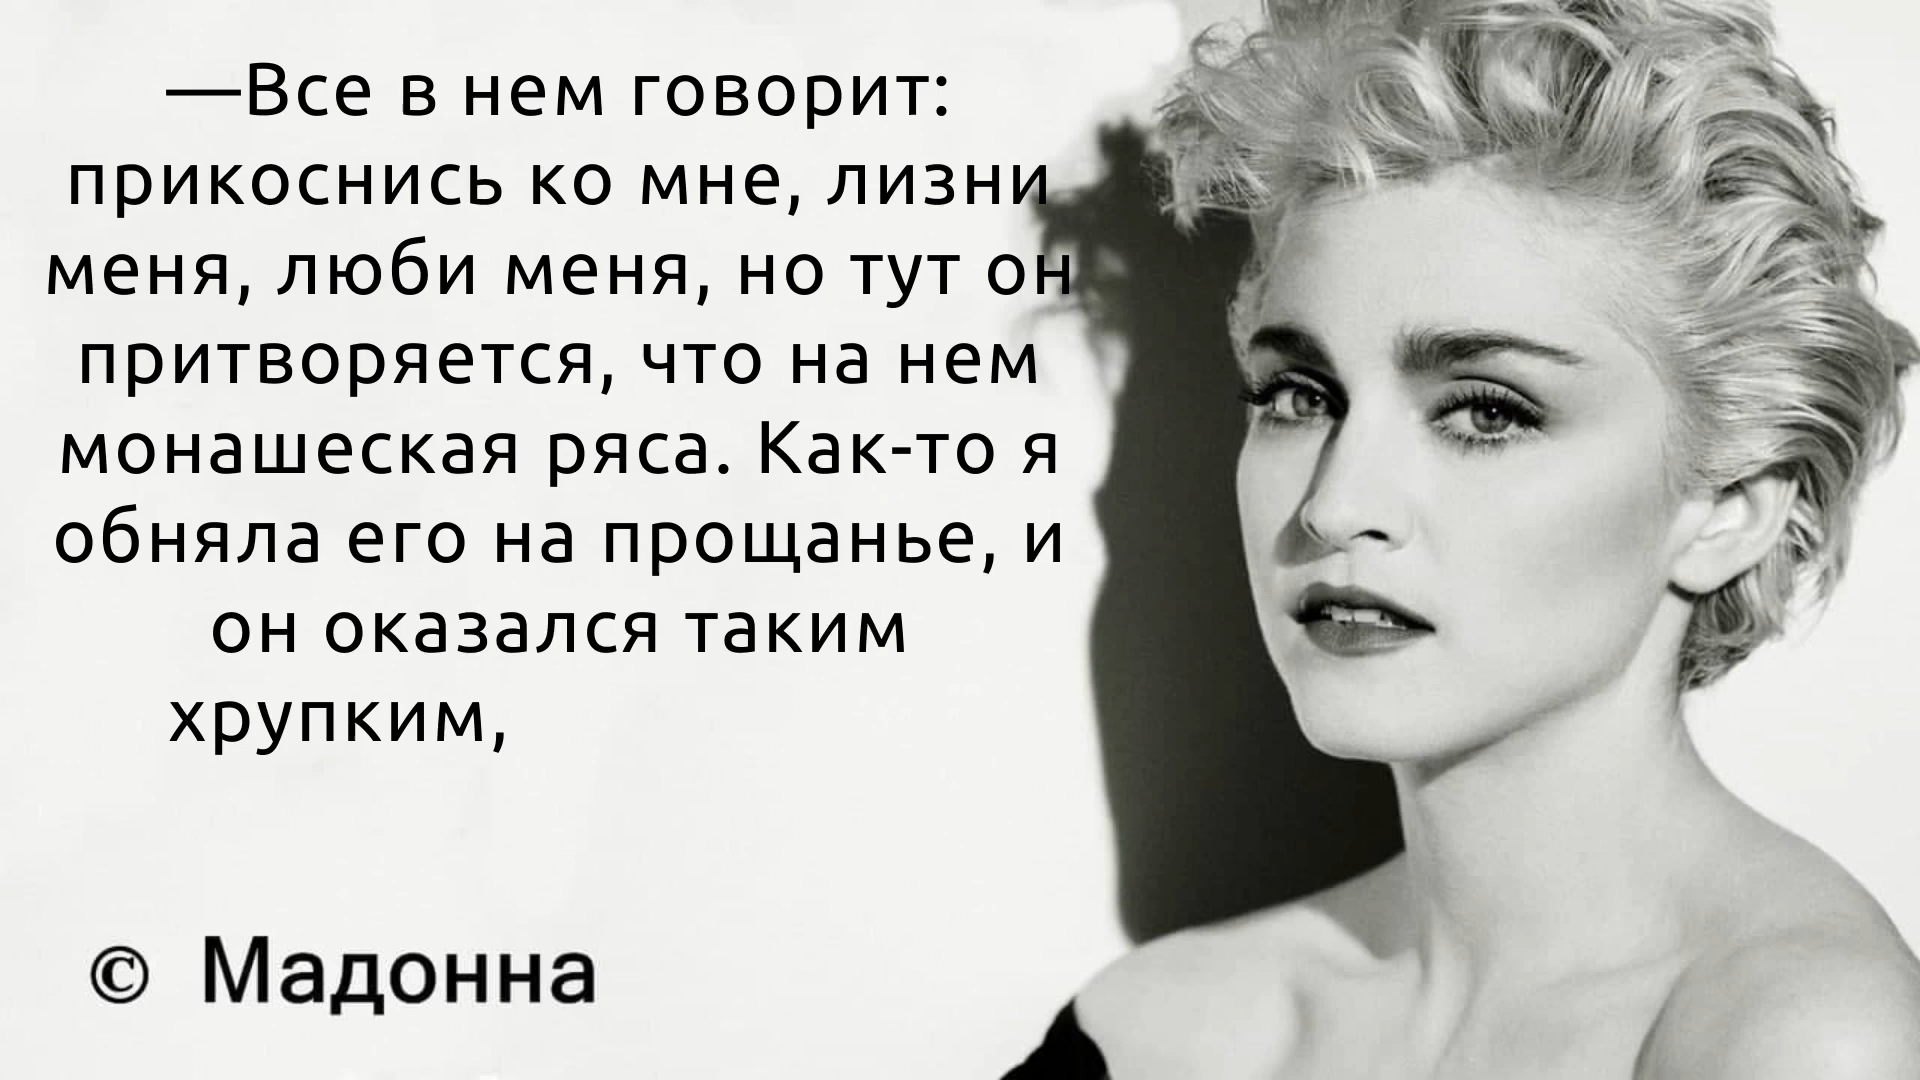 —Все в нем говорит:
прикоснись ко мне, лизни
меня, люби меня, но тут он
притворяется, что на нем
монашеская ряса. Как-то я
обняла его на прощанье, и
он оказался таким
хрупким,
© Мадонна